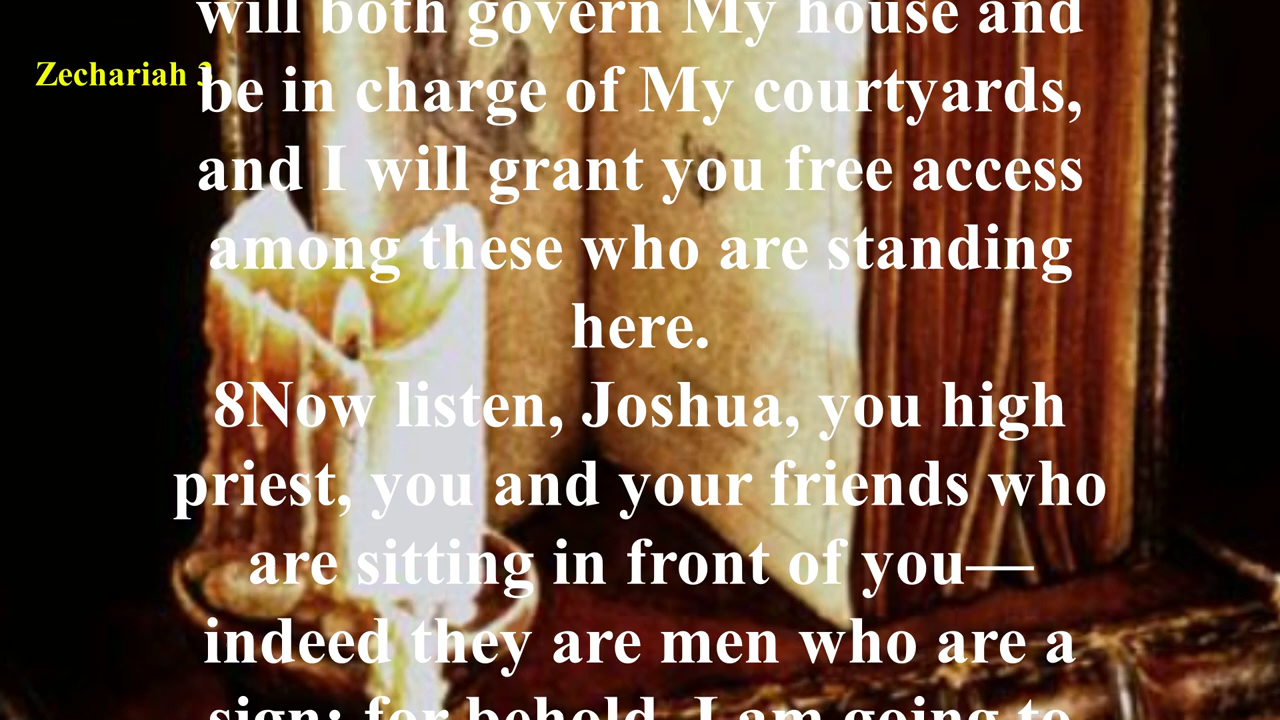 will both govern My house and
Zechariah 3
be in charge of My courtyards,
and I will grant you free access
among these who are standing
here.
8Now listen, Joshua, you high
priest, you and your friends who
are sitting in front of you—
indeed they are men who are a
sign: for behold, I am going to